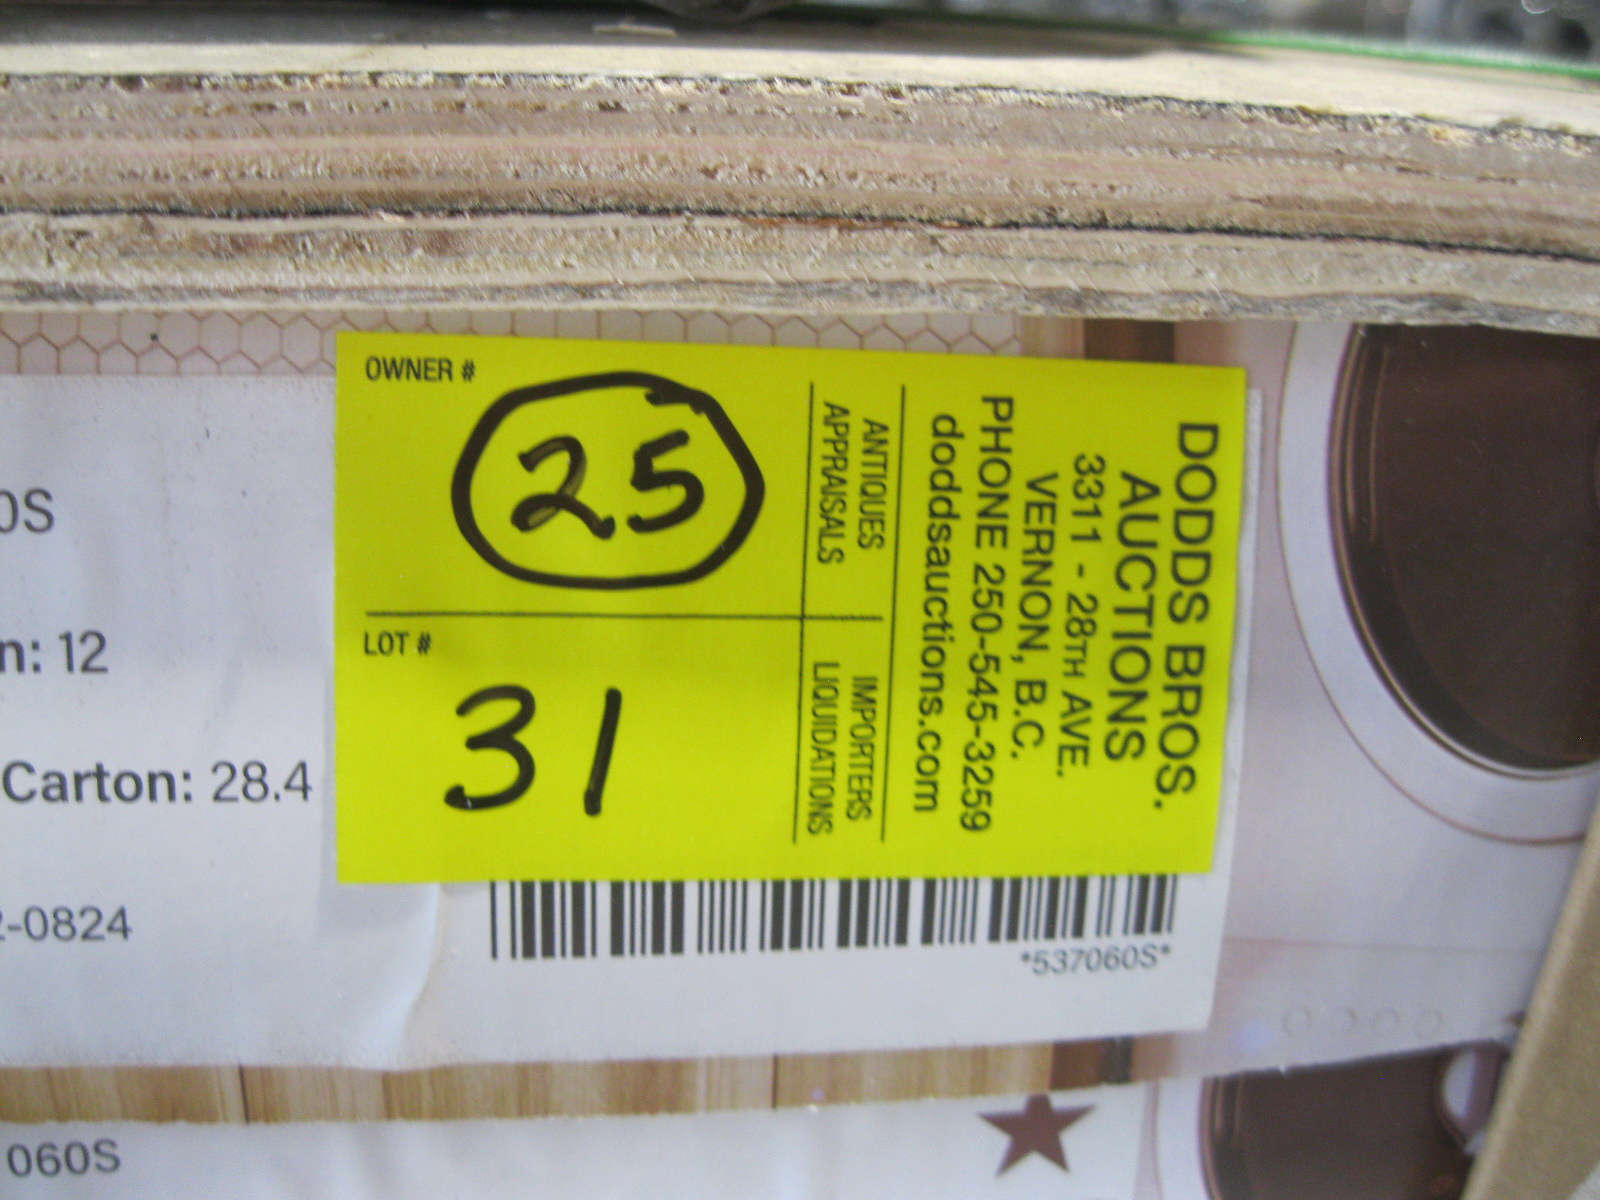 OWNER #
25
LOT #
31
ANTIQUES
APPRAISALS
IMPORTERS
LIQUIDATIONS
DODDS BROS.
AUCTIONS
3311 - 28TH AVE.
VERNON, B.C.
PHONE 250-545-3259
doddsauctions.com
0S
n: 12
Carton: 28.4
2-0824
*537060S*
060S